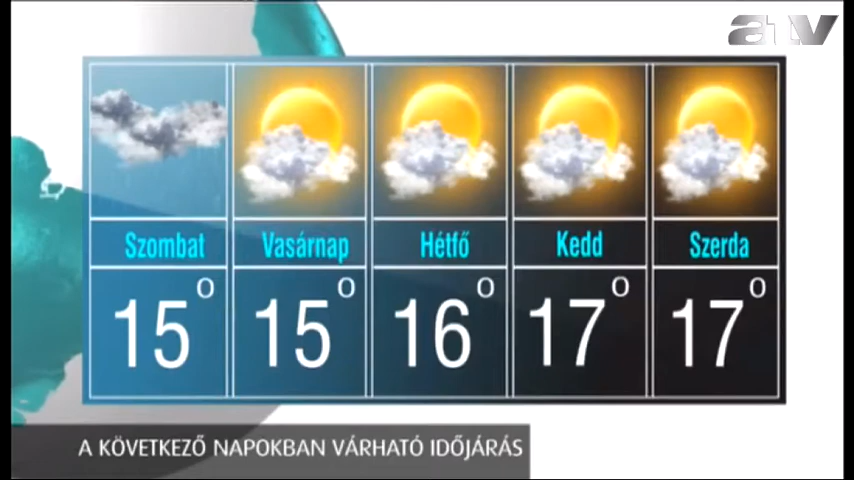 atv
Szombat Vasárnap Hétfő Kedd Szerda
15° 15° 16° 17° 17°
A KÖVETKEZŐ NAPOKBAN VÁRHATÓ IDŐJÁRÁS